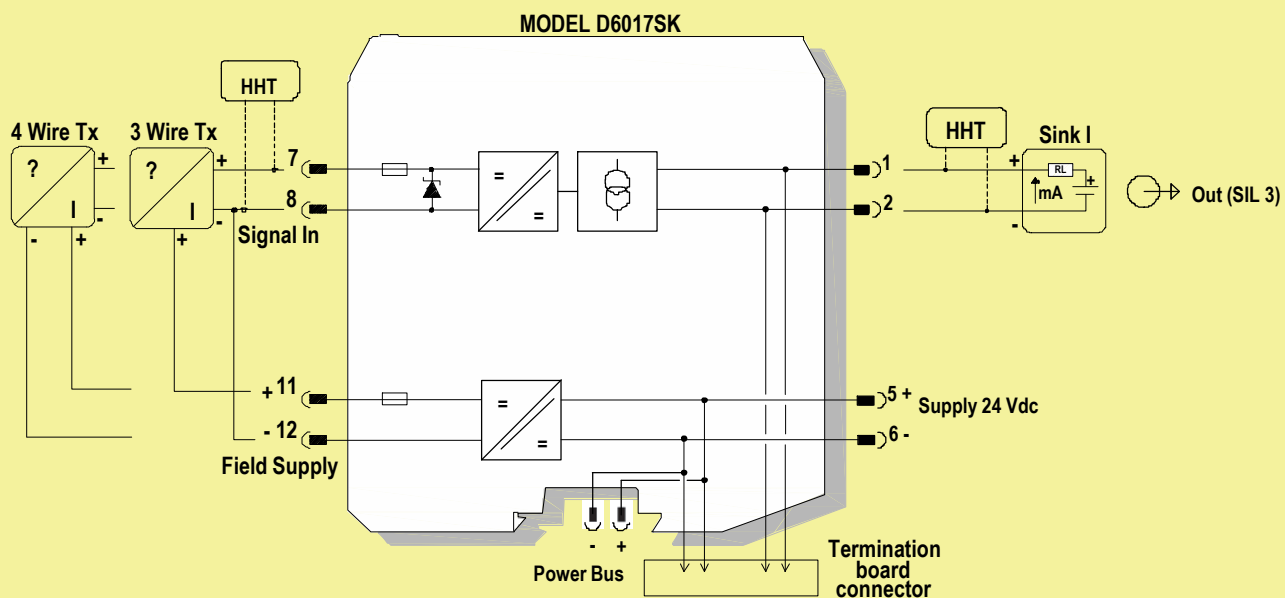 MODEL D6017SK
HHT
4 Wire Tx
3 Wire Tx
?
+
-
I
- +
?
+
-
I
+
7
8
Signal In
=
=
1
2
HHT
Sink I
+
-
RL
mA
+
Out (SIL 3)
+ 11
- 12
Field Supply
=
=
5 +
Supply 24 Vdc
6 -
- +
Power Bus
Termination
board
connector